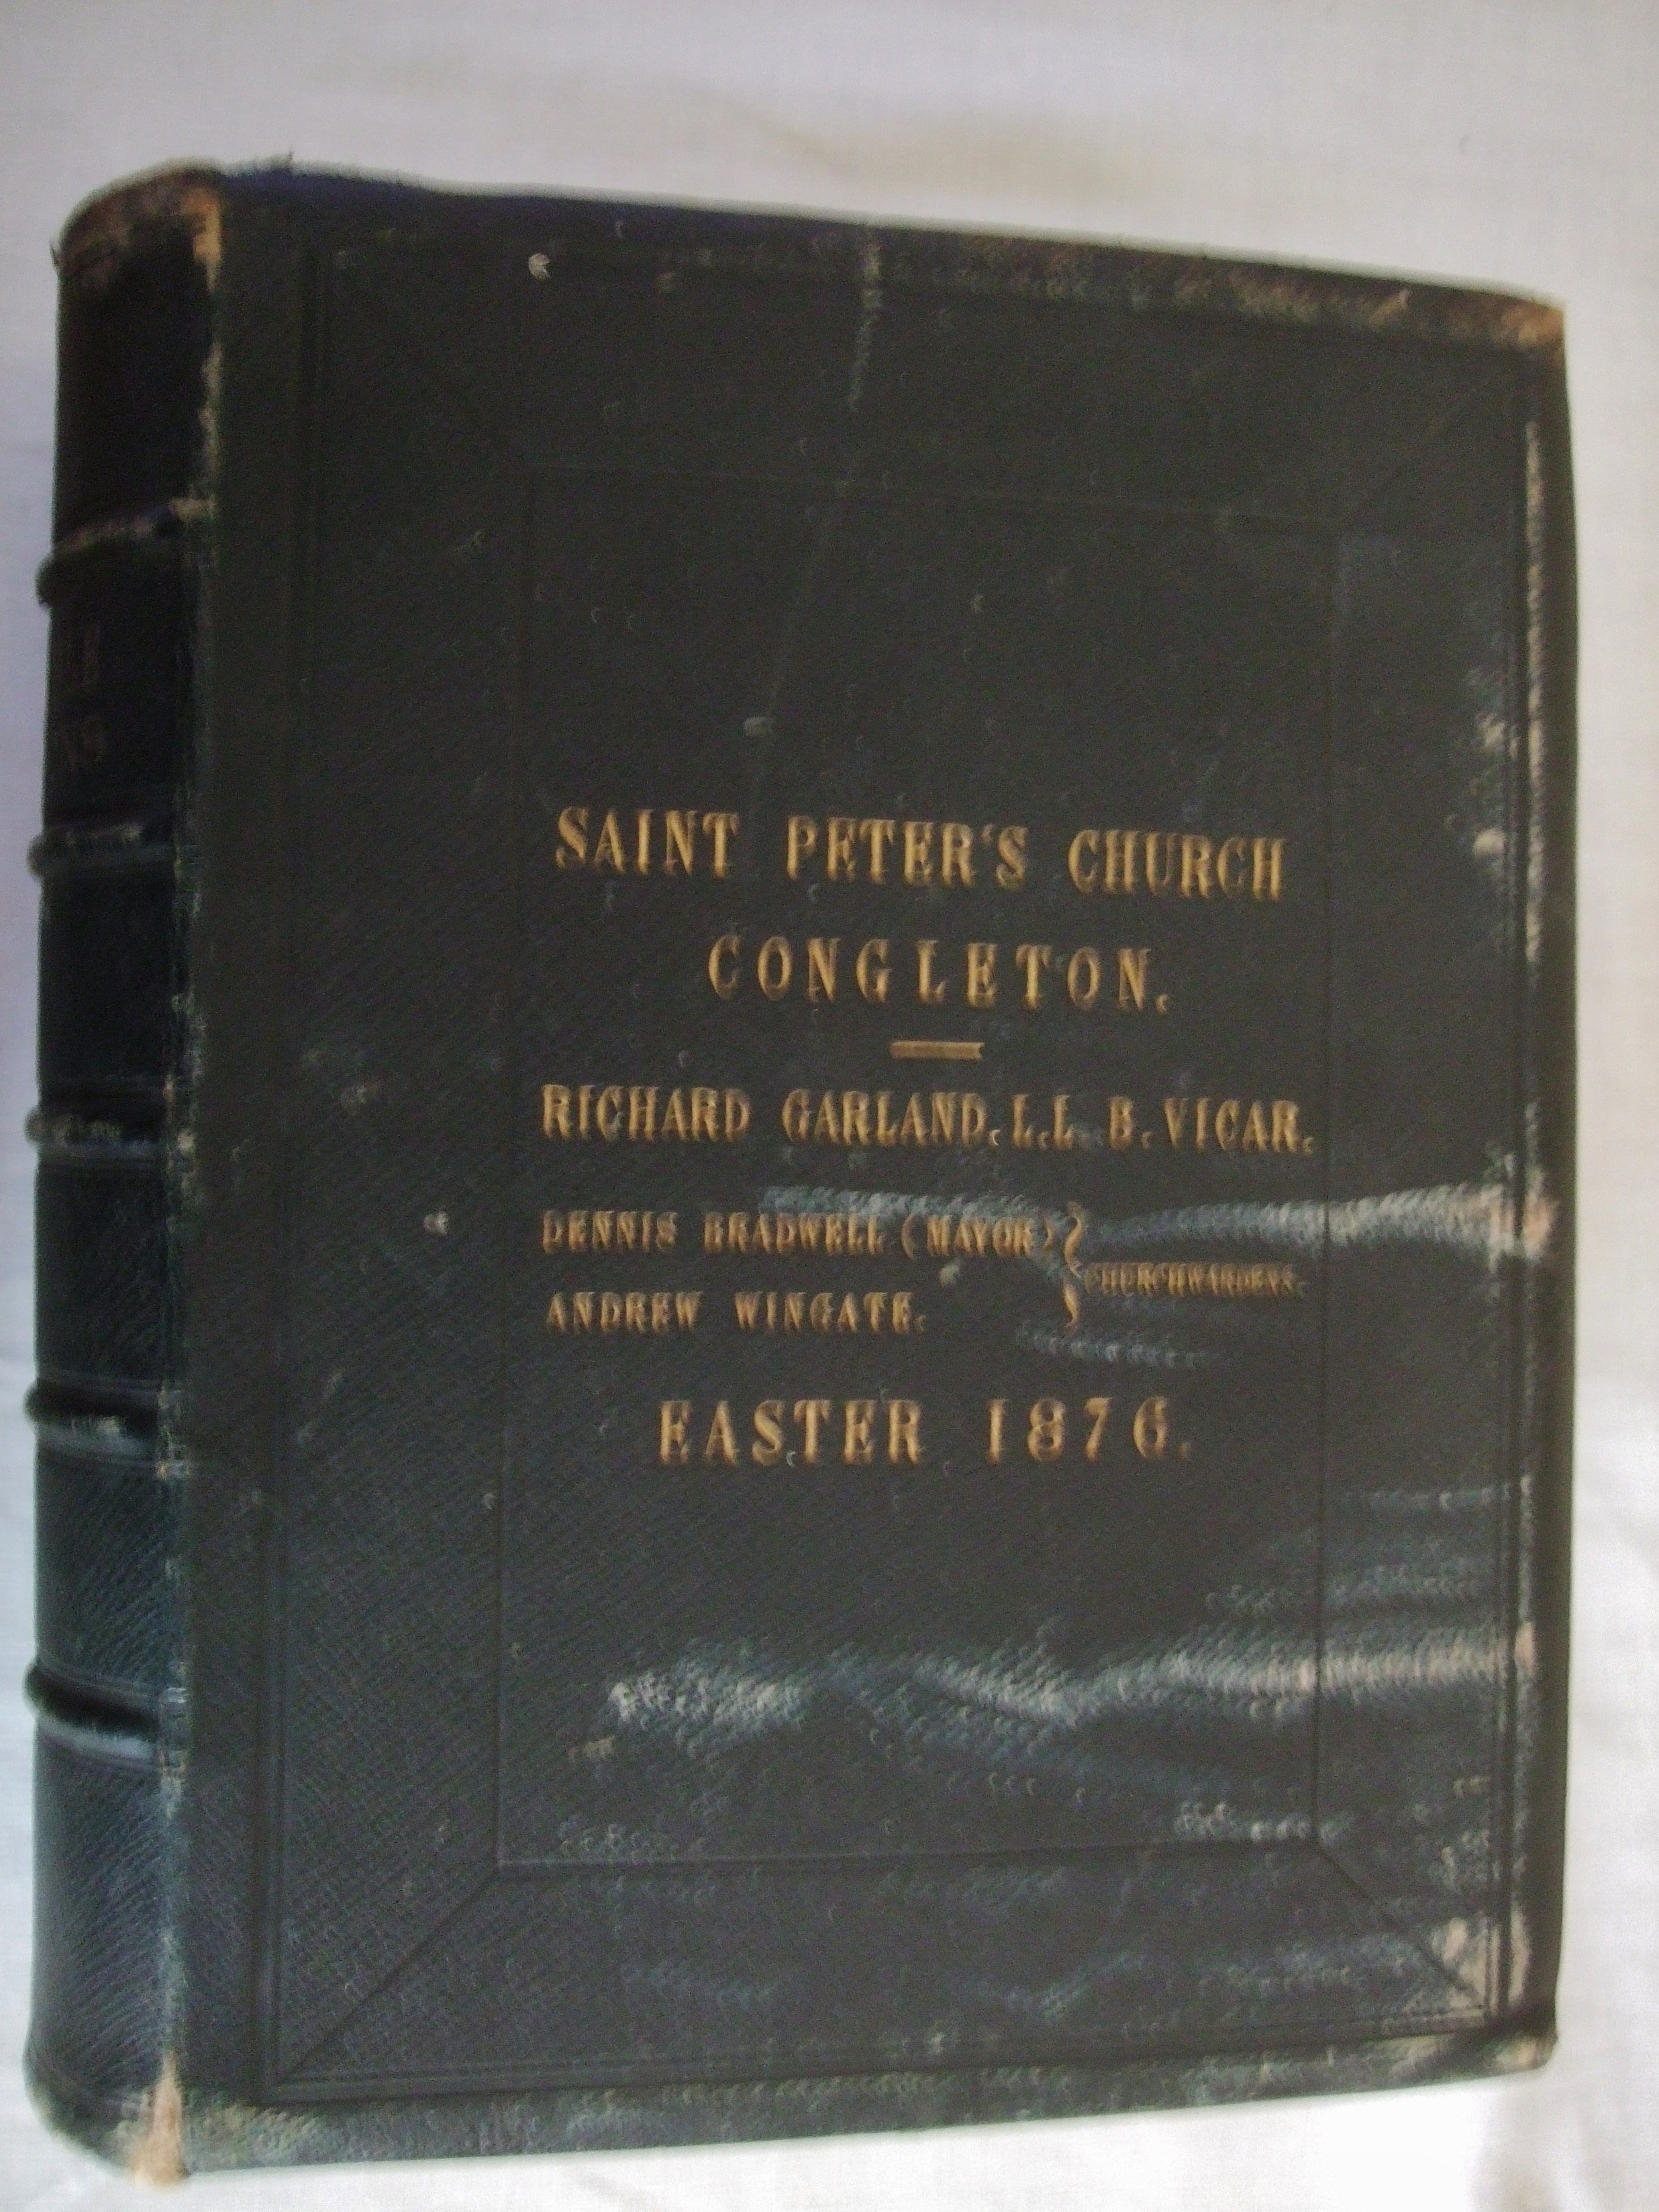 SAINT PETER'S CHURCH
CONGLETON.
RICHARD GARLAND. L.L. B. VICAR.
DENNIS BRADWELL (MAYOR)
CHURCHWARDENS.
ANDREW WINGATE.
EASTER 1876.